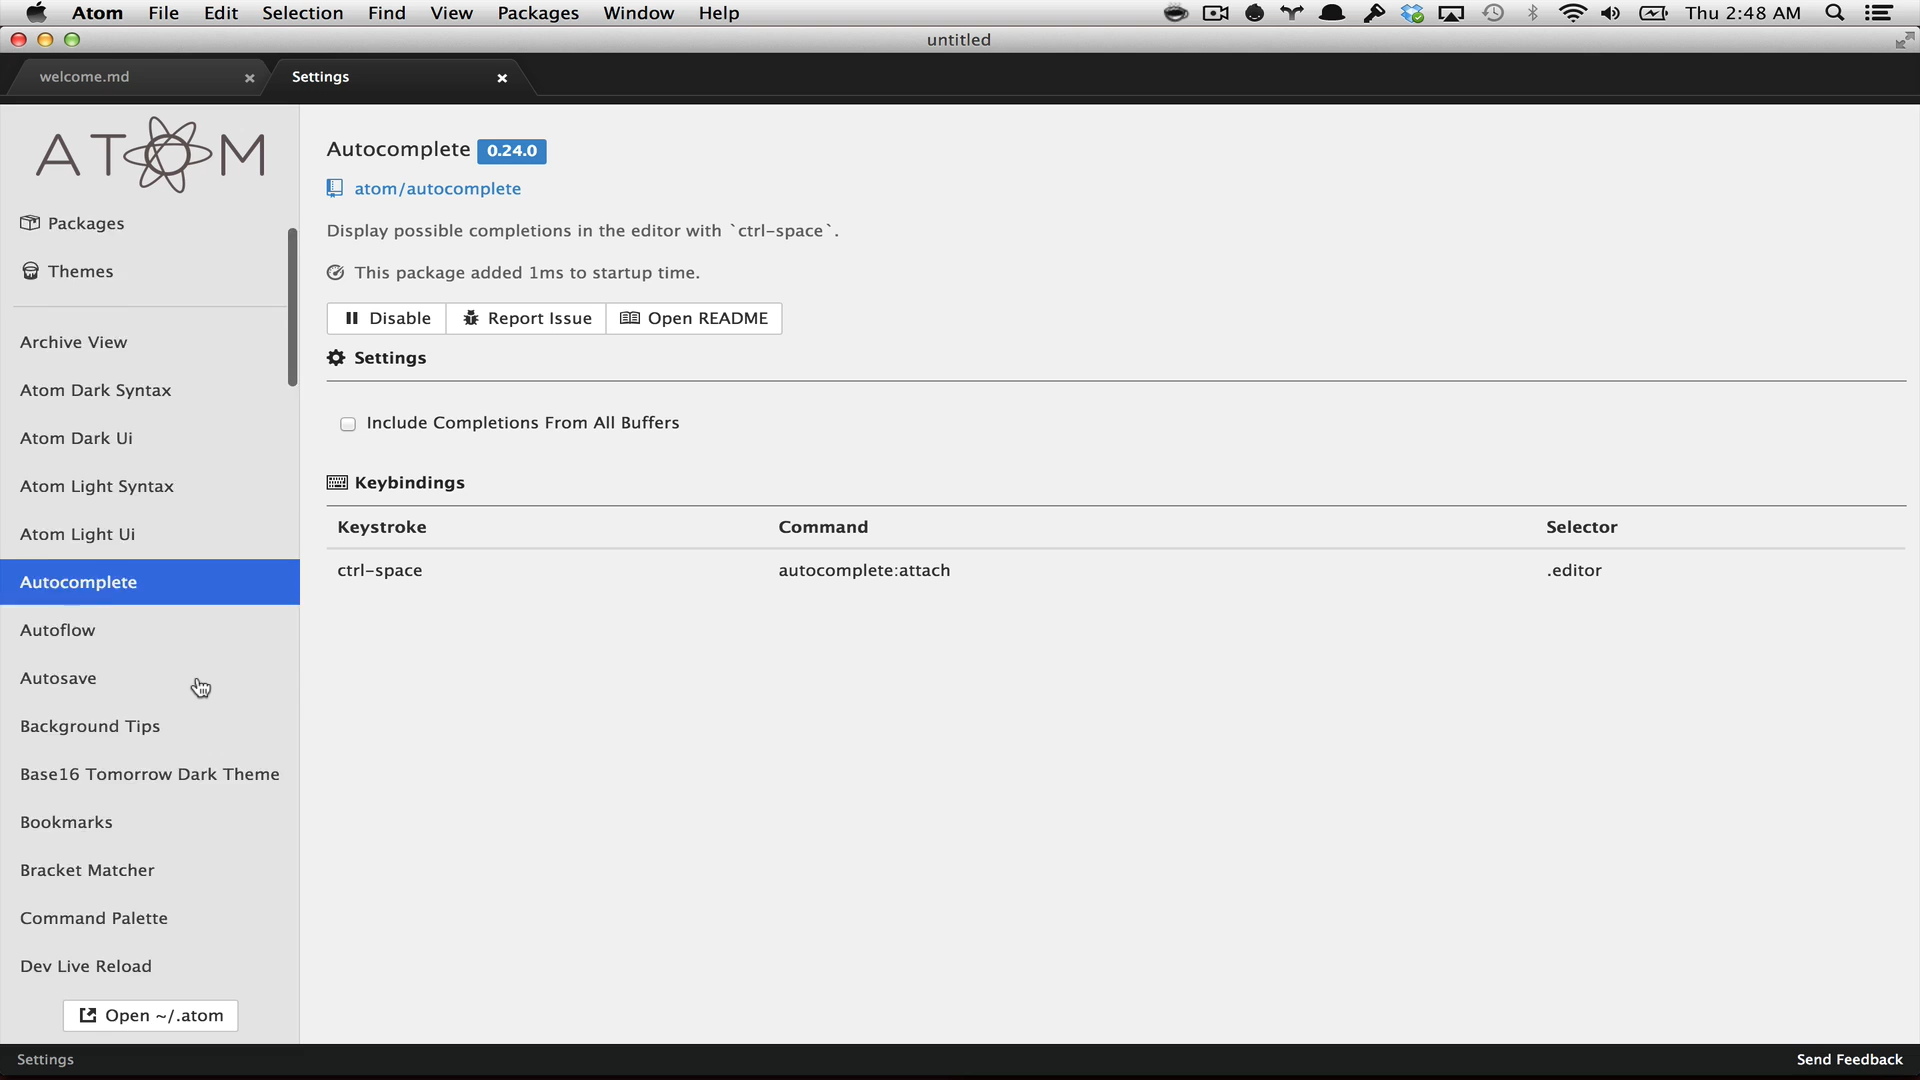 Atom File Edit Selection Find View Packages Window Help Thu 2:48 AM
untitled
welcome.md Settings
ATOM
Packages
Themes
Archive View
Atom Dark Syntax
Atom Dark Ui
Atom Light Syntax
Atom Light Ui
Autocomplete
Autoflow
Autosave
Background Tips
Base16 Tomorrow Dark Theme
Bookmarks
Bracket Matcher
Command Palette
Dev Live Reload
Open ~/.atom
Autocomplete 0.24.0
atom/autocomplete
Display possible completions in the editor with `ctrl-space`.
This package added 1ms to startup time.
Disable Report Issue Open README
Settings
Include Completions From All Buffers
Keybindings
Keystroke Command Selector
ctrl-space autocomplete:attach .editor
Settings Send Feedback